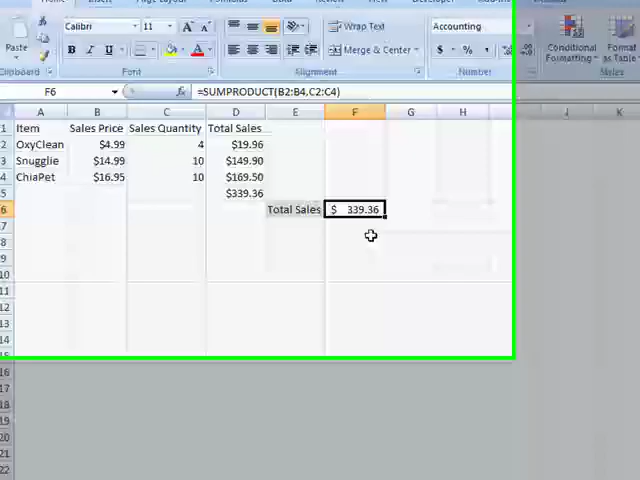 Calibri 11 Wrap Text Accounting
Paste B I U Merge & Center $ % , Conditional Formatting Format as Table
Clipboard Font Alignment Number Styles
F6 =SUMPRODUCT(B2:B4,C2:C4)
A B C D E F G H J K
1 Item Sales Price Sales Quantity Total Sales
2 OxyClean $4.99 4 $19.96
3 Snugglie $14.99 10 $149.90
4 ChiaPet $16.95 10 $169.50
5 $339.36
6 Total Sales $ 339.36
7
8
9
10
11
12
13
14
15
16
17
18
19
20
21
22